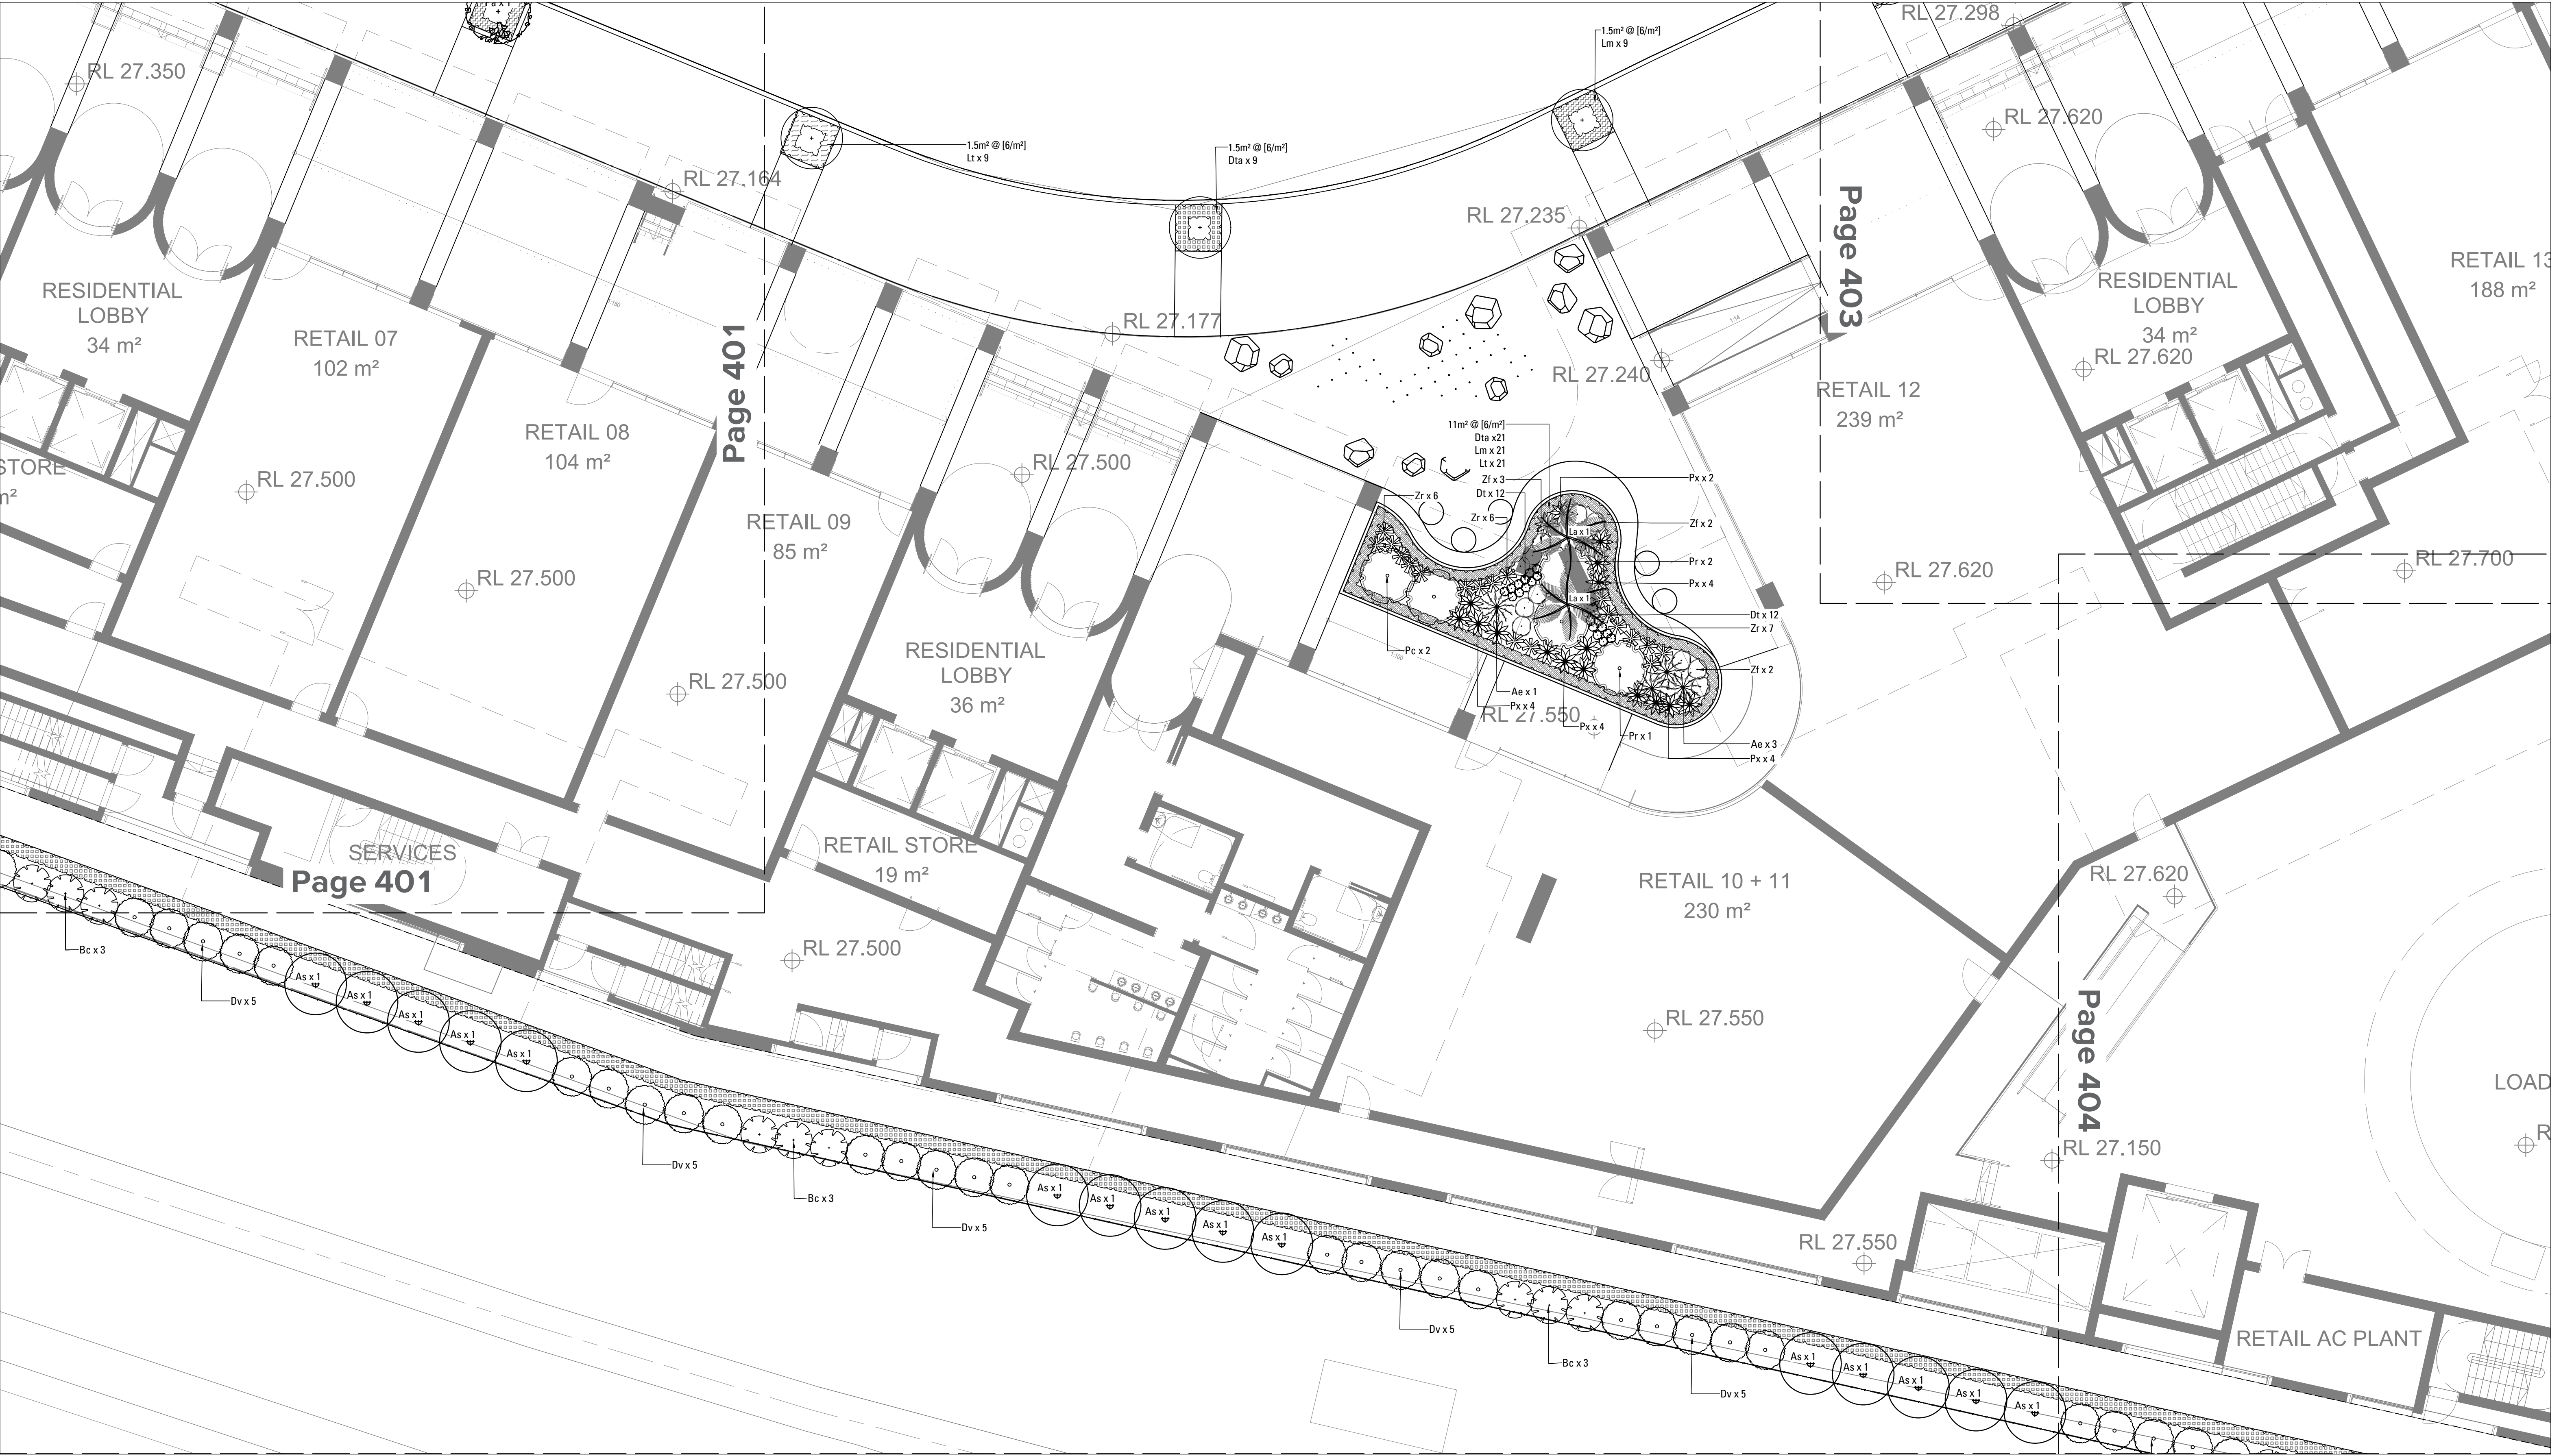 RL 27.298
1.5m² @ [6/m²]
Lm x 9
RL 27.350
RL 27.620
1.5m² @ [6/m²]
Lt x 9
1.5m² @ [6/m²]
Dta x 9
RL 27.164
RL 27.235
Page 403
RESIDENTIAL
LOBBY
34 m²
RETAIL 07
102 m²
1:150
RL 27.177
1:14
RESIDENTIAL
LOBBY
34 m²
RL 27.620
RETAIL 13
188 m²
Page 401
RL 27.240
RETAIL 12
239 m²
RETAIL 08
104 m²
11m² @ [6/m²]
Dta x21
Lm x 21
Lt x 21
Zf x 3
Dt x 12
Zr x 6
Zr x 6
Px x 2
Zf x 2
Pr x 2
Px x 4
Dt x 12
Zr x 7
Zf x 2
La x 1
La x 1
STORE
m²
RL 27.500
RL 27.500
RETAIL 09
85 m²
RL 27.500
RL 27.620
RL 27.700
Pc x 2
1:100
RESIDENTIAL
LOBBY
36 m²
RL 27.500
Ae x 1
Px x 4
RL 27.550
Px x 4
Pr x 1
Ae x 3
Px x 4
SERVICES
Page 401
RETAIL STORE
19 m²
RETAIL 10 + 11
230 m²
RL 27.620
Bc x 3
RL 27.500
Dv x 5
As x 1
As x 1
As x 1
As x 1
As x 1
RL 27.550
Page 404
LOAD
R
RL 27.150
Dv x 5
Bc x 3
Dv x 5
As x 1
As x 1
As x 1
As x 1
As x 1
RL 27.550
Dv x 5
Bc x 3
Dv x 5
As x 1
As x 1
As x 1
As x 1
As x 1
RETAIL AC PLANT